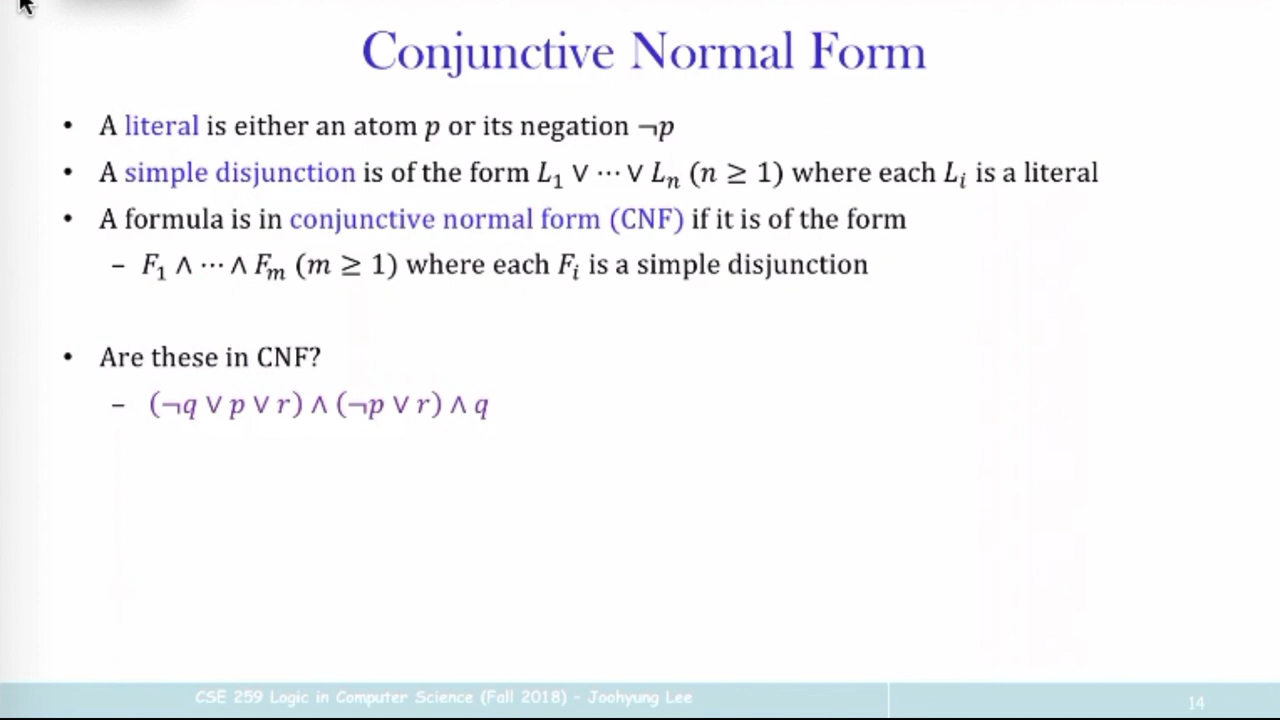 Conjunctive Normal Form
• A literal is either an atom p or its negation ¬p
• A simple disjunction is of the form L₁ ∨ ⋯ ∨ Lₙ (n ≥ 1) where each Lᵢ is a literal
• A formula is in conjunctive normal form (CNF) if it is of the form
– F₁ ∧ ⋯ ∧ Fₘ (m ≥ 1) where each Fᵢ is a simple disjunction
• Are these in CNF?
– (¬q ∨ p ∨ r) ∧ (¬p ∨ r) ∧ q
CSE 259 Logic in Computer Science (Fall 2018) – Joohyung Lee
14